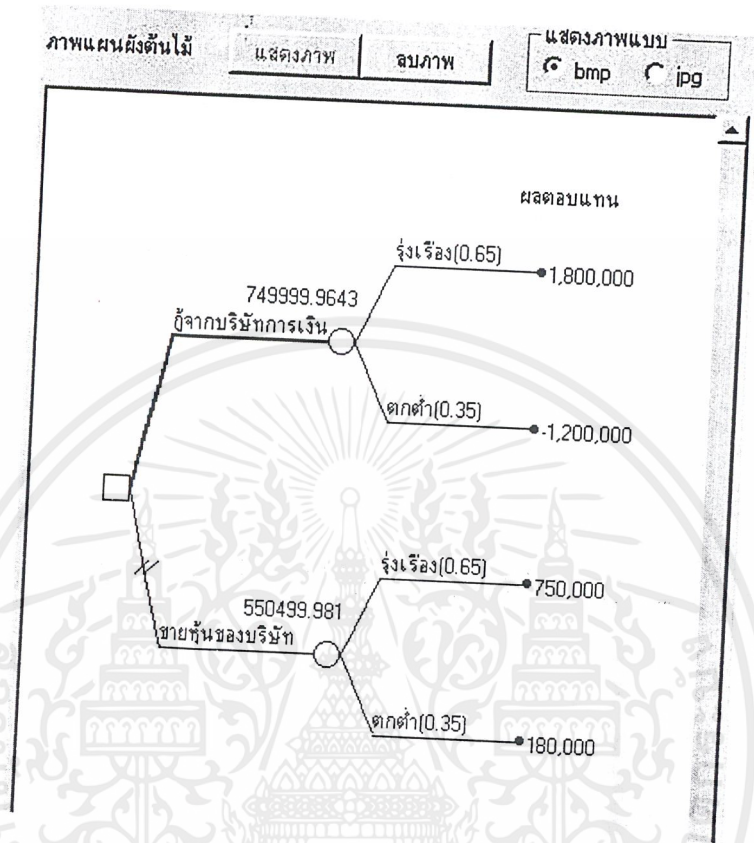 ภาพแผนผังต้นไม้
แสดงภาพ
ลบภาพ
แสดงภาพแบบ
bmp
jpg
ผลตอบแทน
รุ่งเรือง(0.65)
1,800,000
749999.9643
กู้จากบริษัทการเงิน
ตกต่ำ(0.35)
-1,200,000
รุ่งเรือง(0.65)
750,000
550499.981
ขายหุ้นของบริษัท
ตกต่ำ(0.35)
180,000